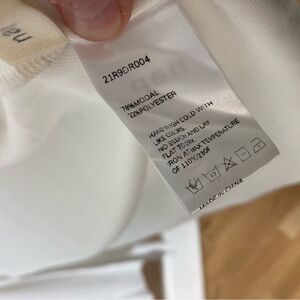 21R9DR004
78%MODAL
22%POLYESTER
HAND WASH COLD WITH
LIKE COLORS
NO BLEACH AND LAY
FLAT TO DRY
IRON AT MAX TEMPERATURE
OF 110°C/230F
MADE IN CHINA